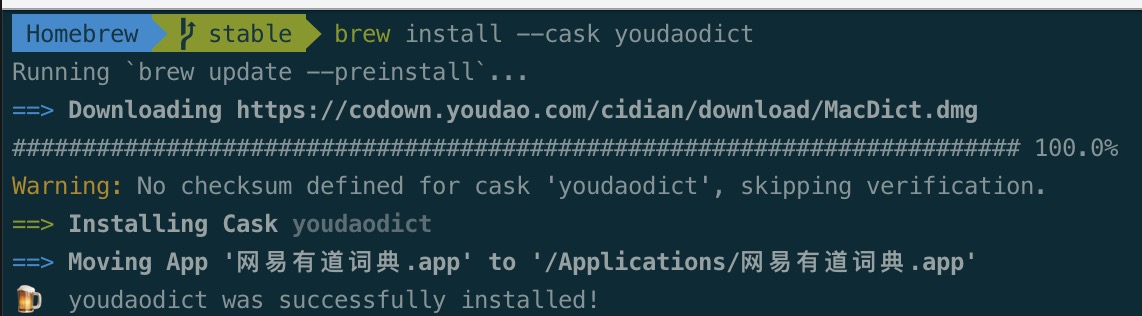 Homebrew stable brew install --cask youdaodict
Running `brew update --preinstall`...
==> Downloading https://codown.youdao.com/cidian/download/MacDict.dmg
######################################################################## 100.0%
Warning: No checksum defined for cask 'youdaodict', skipping verification.
==> Installing Cask youdaodict
==> Moving App '网易有道词典.app' to '/Applications/网易有道词典.app'
🍺 youdaodict was successfully installed!